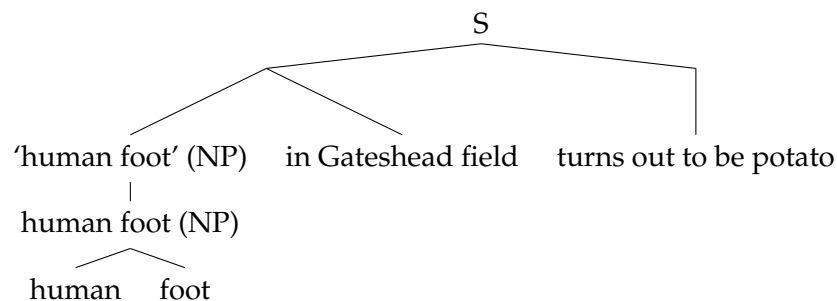 S
‘human foot’ (NP) in Gateshead field turns out to be potato
human foot (NP)
human foot